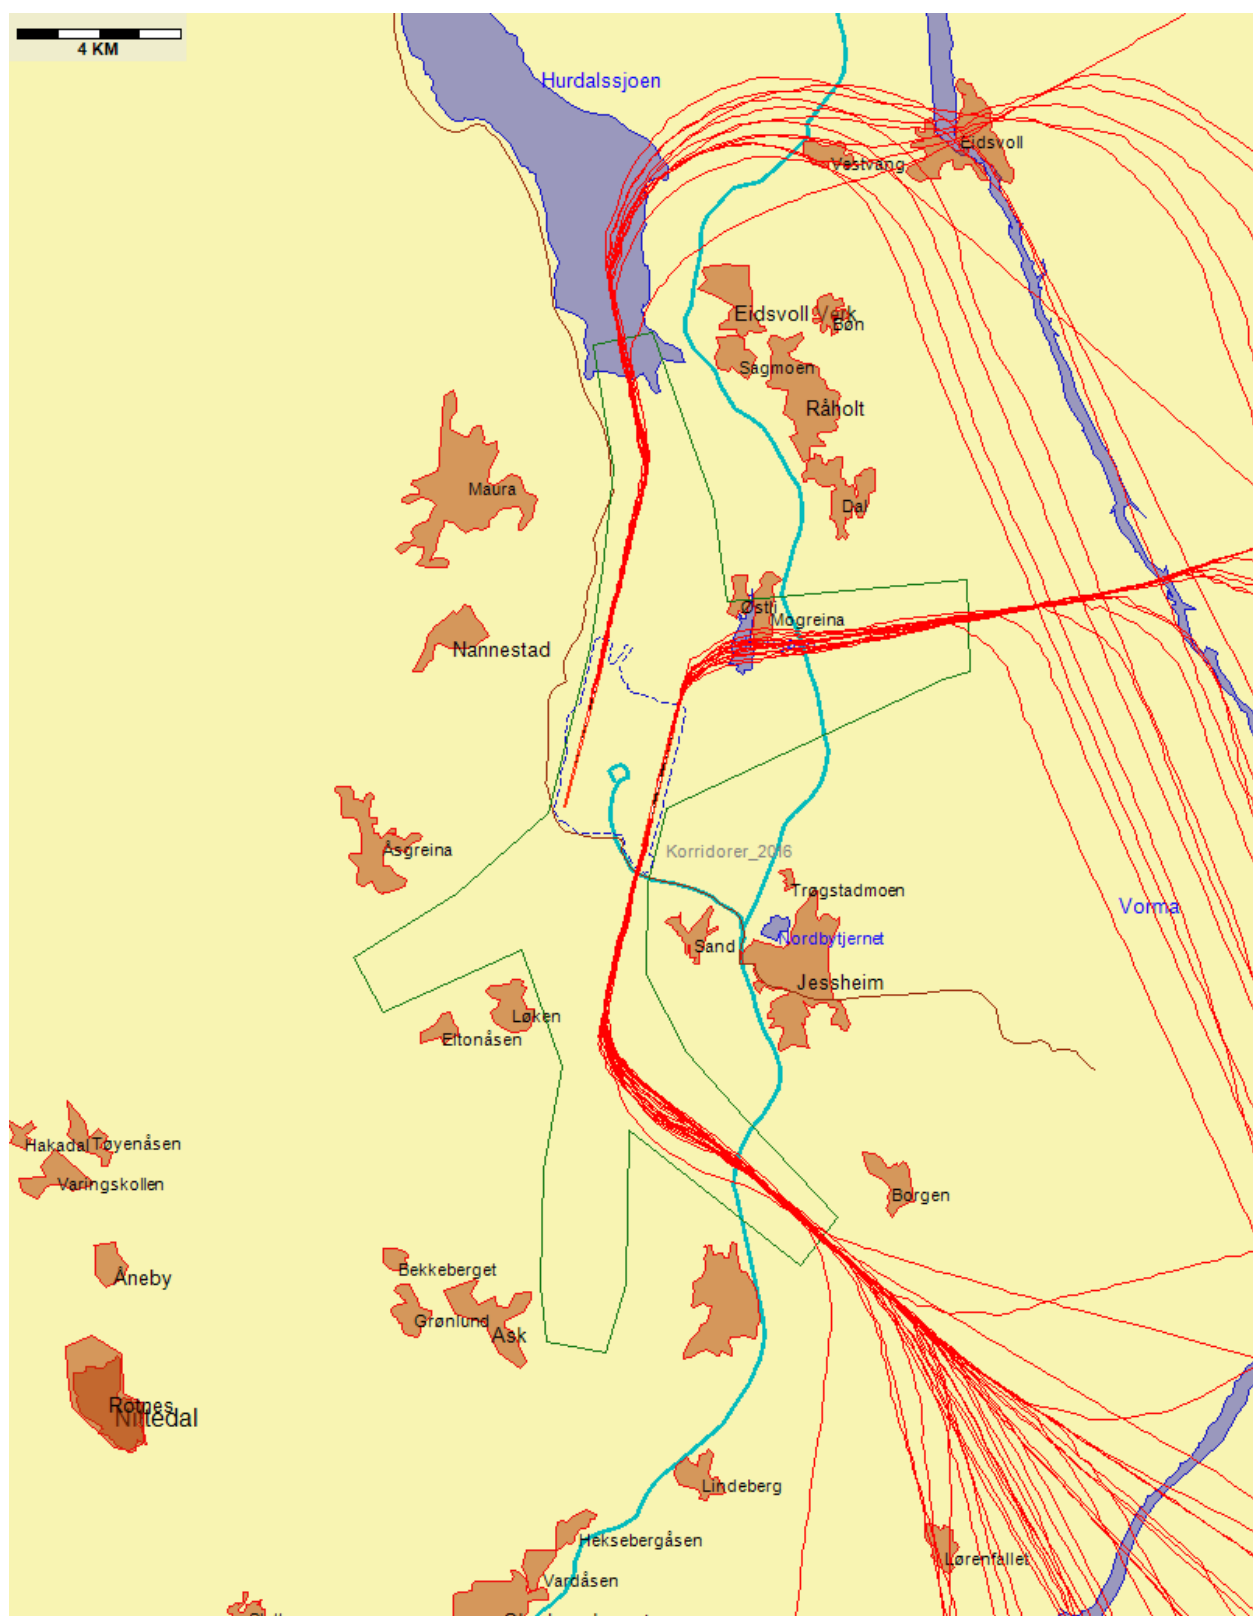 4 KM
Hurdalssjoen
Eidsvoll
Vestvang
Eidsvoll Verk
Bøn
Sagmoen
Råholt
Maura
Dal
Østli
Mogreina
Nannestad
Åsgreina
Korridorer_2016
Trøgstadmoen
Vorma
Nordbytjernet
Sand
Jessheim
Løken
Eltonåsen
Hakadal
Tøyenåsen
Varingskollen
Borgen
Åneby
Bekkeberget
Grønlund
Ask
Rotnes
Nittedal
Lindeberg
Heksebergåsen
Lørenfallet
Vardåsen